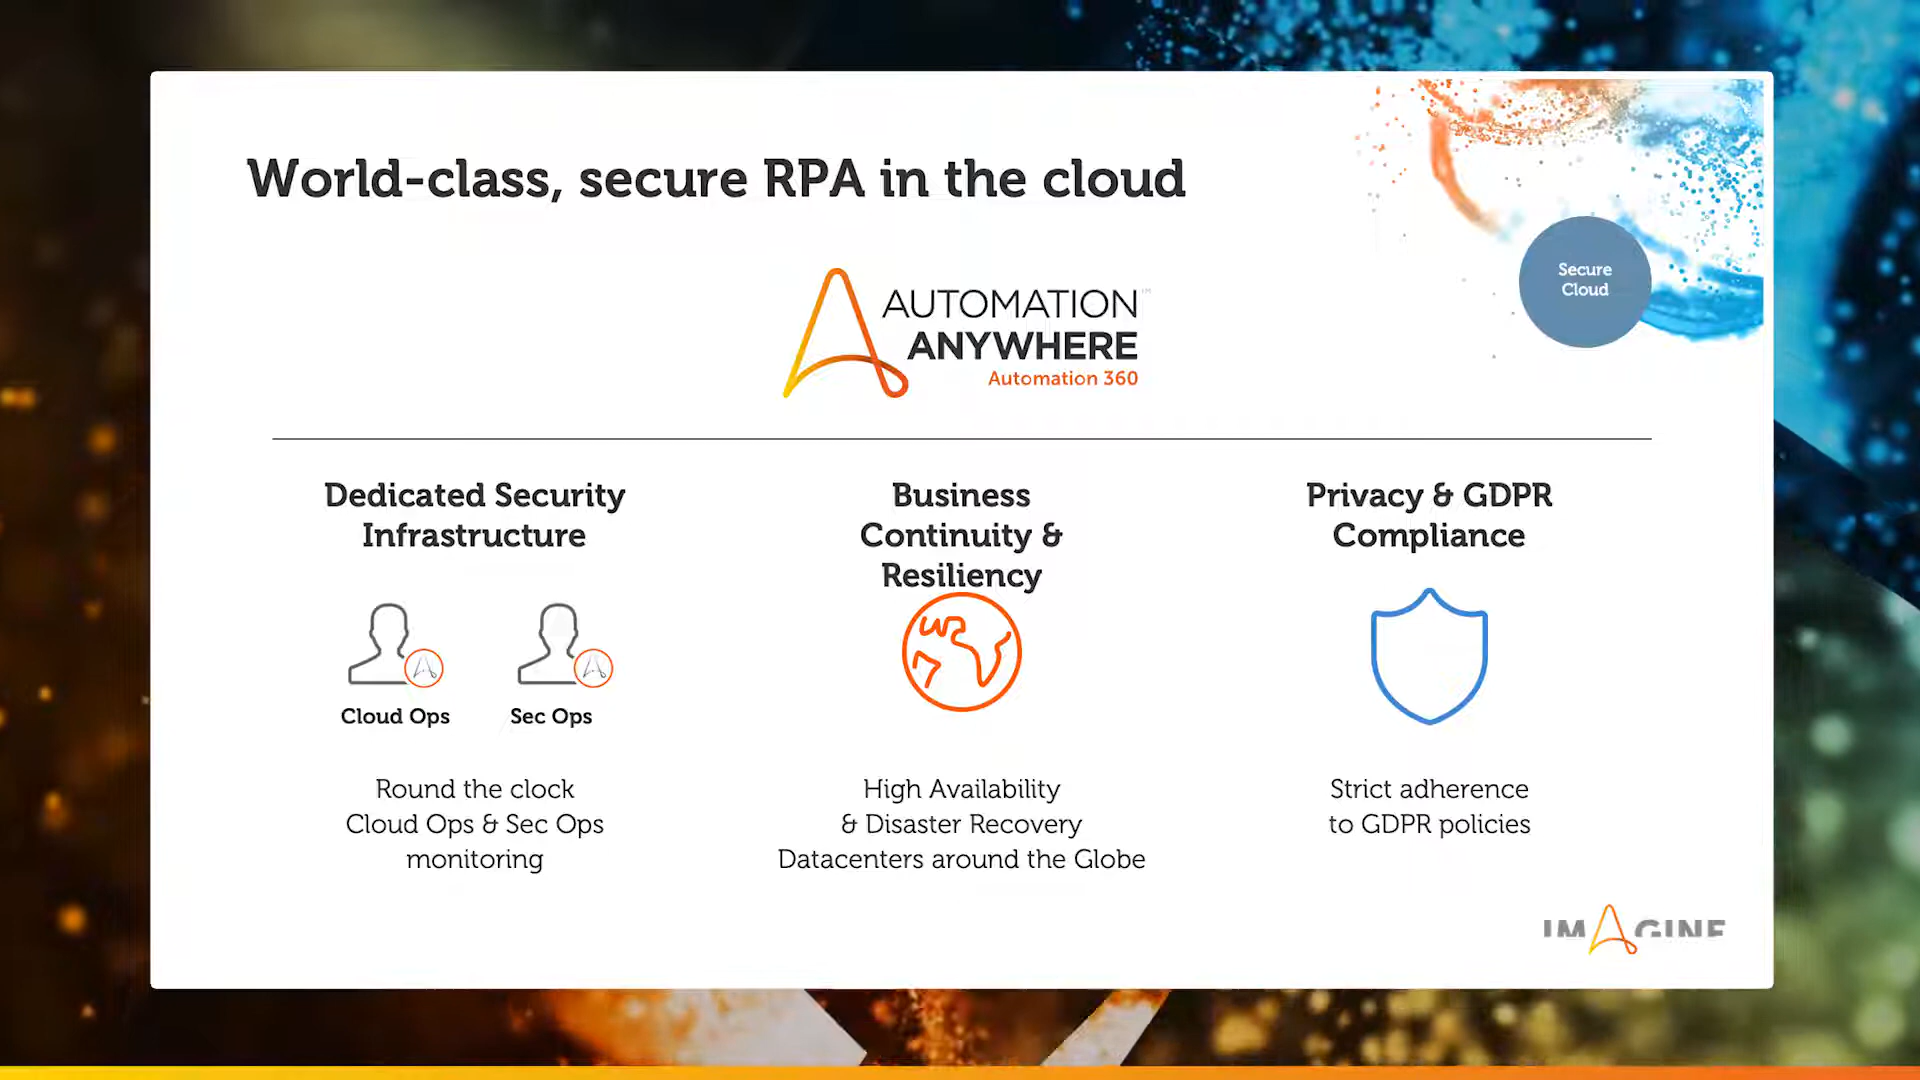 World-class, secure RPA in the cloud
Secure
Cloud
AUTOMATION™
ANYWHERE
Automation 360
Dedicated Security
Infrastructure
Cloud Ops
Sec Ops
Round the clock
Cloud Ops & Sec Ops
monitoring
Business
Continuity &
Resiliency
High Availability
& Disaster Recovery
Datacenters around the Globe
Privacy & GDPR
Compliance
Strict adherence
to GDPR policies
IMAGINE